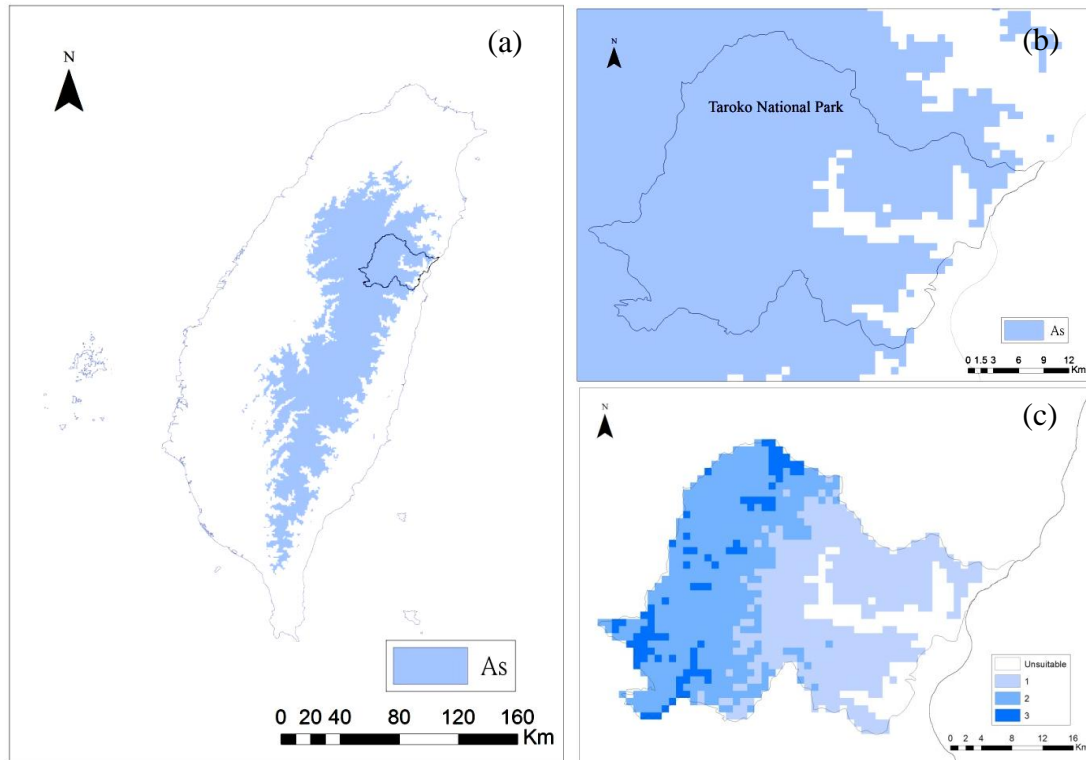 (a)
N
As
0 20 40 80 120 160
Km
(b)
N
Taroko National Park
As
0 1.5 3 6 9 12
Km
(c)
N
Unsuitable
1
2
3
0 2 4 8 12 16
Km